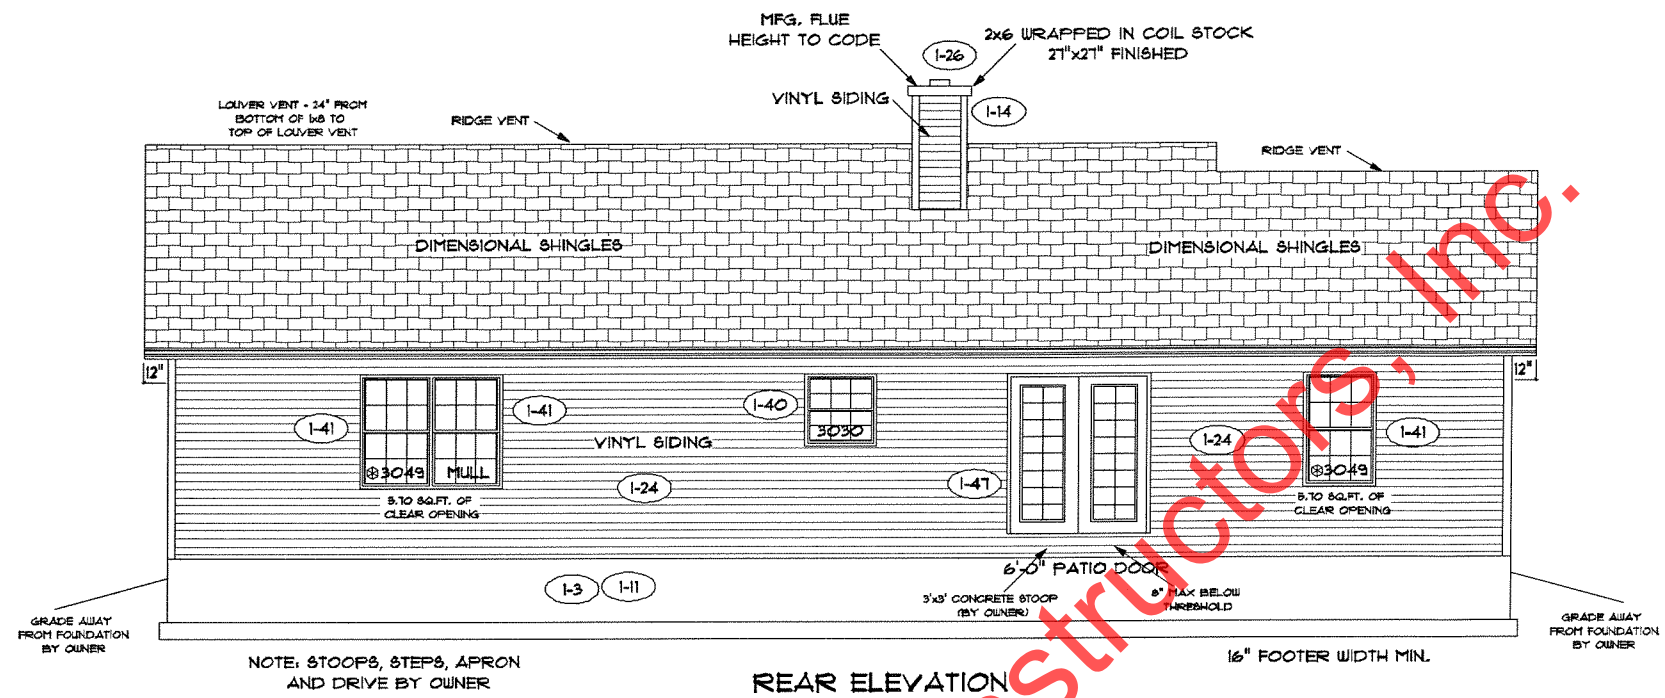 MFG. FLUE
HEIGHT TO CODE
1-26
2x6 WRAPPED IN COIL STOCK
27"x27" FINISHED
VINYL SIDING
1-14
LOUVER VENT - 24" FROM
BOTTOM OF 1x8 TO
TOP OF LOUVER VENT
RIDGE VENT
RIDGE VENT
DIMENSIONAL SHINGLES
DIMENSIONAL SHINGLES
12"
12"
1-41
1-41
1-40
3030
VINYL SIDING
1-24
1-41
3049 MULL
3049
1-24
1-47
5.70 SQ.FT. OF
CLEAR OPENING
5.70 SQ.FT. OF
CLEAR OPENING
6'-0" PATIO DOOR
1-3
1-11
3'x3' CONCRETE STOOP
(BY OWNER)
8" MAX BELOW
THRESHOLD
GRADE AWAY
FROM FOUNDATION
BY OWNER
GRADE AWAY
FROM FOUNDATION
BY OWNER
NOTE: STOOPS, STEPS, APRON
AND DRIVE BY OWNER
REAR ELEVATION
16" FOOTER WIDTH MIN.
structors, Inc.